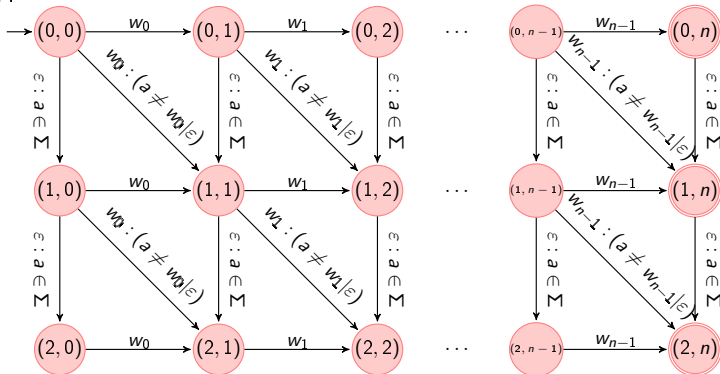 w₀ w₁ wₙ₋₁
(0, 0) (0, 1) (0, 2) ··· (0, n − 1) (0, n)
ε : a ∈ Σ w₀ : (a ≠ w₀|ε) ε : a ∈ Σ w₁ : (a ≠ w₁|ε) ε : a ∈ Σ ε : a ∈ Σ wₙ₋₁ : (a ≠ wₙ₋₁|ε) ε : a ∈ Σ
w₀ w₁ wₙ₋₁
(1, 0) (1, 1) (1, 2) ··· (1, n − 1) (1, n)
ε : a ∈ Σ w₀ : (a ≠ w₀|ε) ε : a ∈ Σ w₁ : (a ≠ w₁|ε) ε : a ∈ Σ ε : a ∈ Σ wₙ₋₁ : (a ≠ wₙ₋₁|ε) ε : a ∈ Σ
w₀ w₁ wₙ₋₁
(2, 0) (2, 1) (2, 2) ··· (2, n − 1) (2, n)